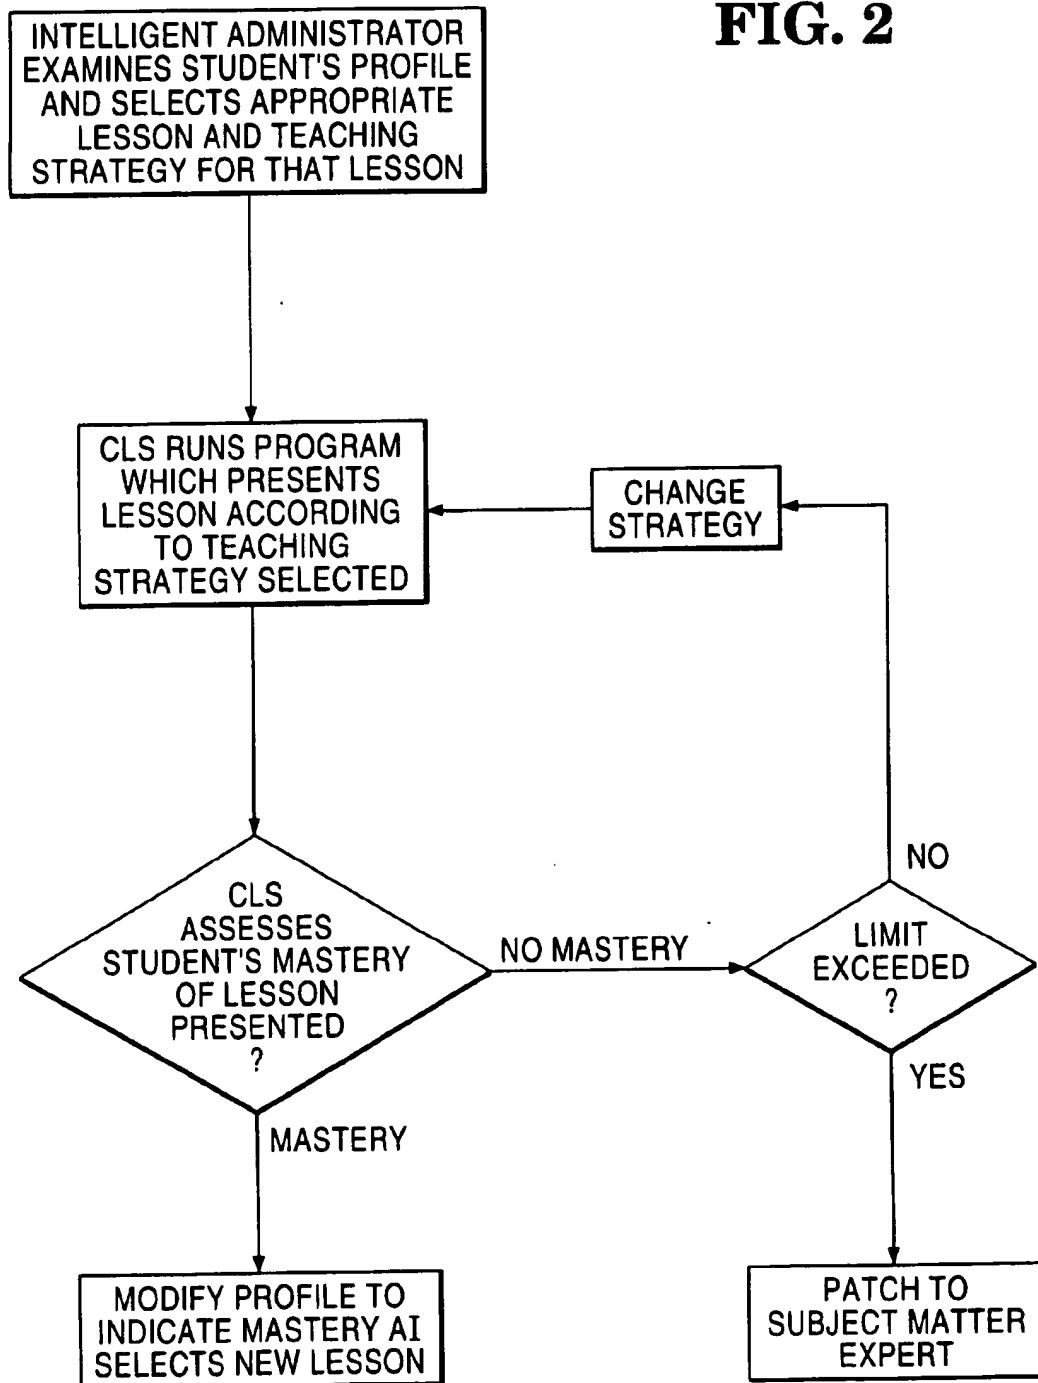 FIG. 2
INTELLIGENT ADMINISTRATOR
EXAMINES STUDENT'S PROFILE
AND SELECTS APPROPRIATE
LESSON AND TEACHING
STRATEGY FOR THAT LESSON
CLS RUNS PROGRAM
WHICH PRESENTS
LESSON ACCORDING
TO TEACHING
STRATEGY SELECTED
CHANGE
STRATEGY
CLS
ASSESSES
STUDENT'S MASTERY
OF LESSON
PRESENTED
?
NO MASTERY
LIMIT
EXCEEDED
?
NO
YES
MASTERY
MODIFY PROFILE TO
INDICATE MASTERY AI
SELECTS NEW LESSON
PATCH TO
SUBJECT MATTER
EXPERT